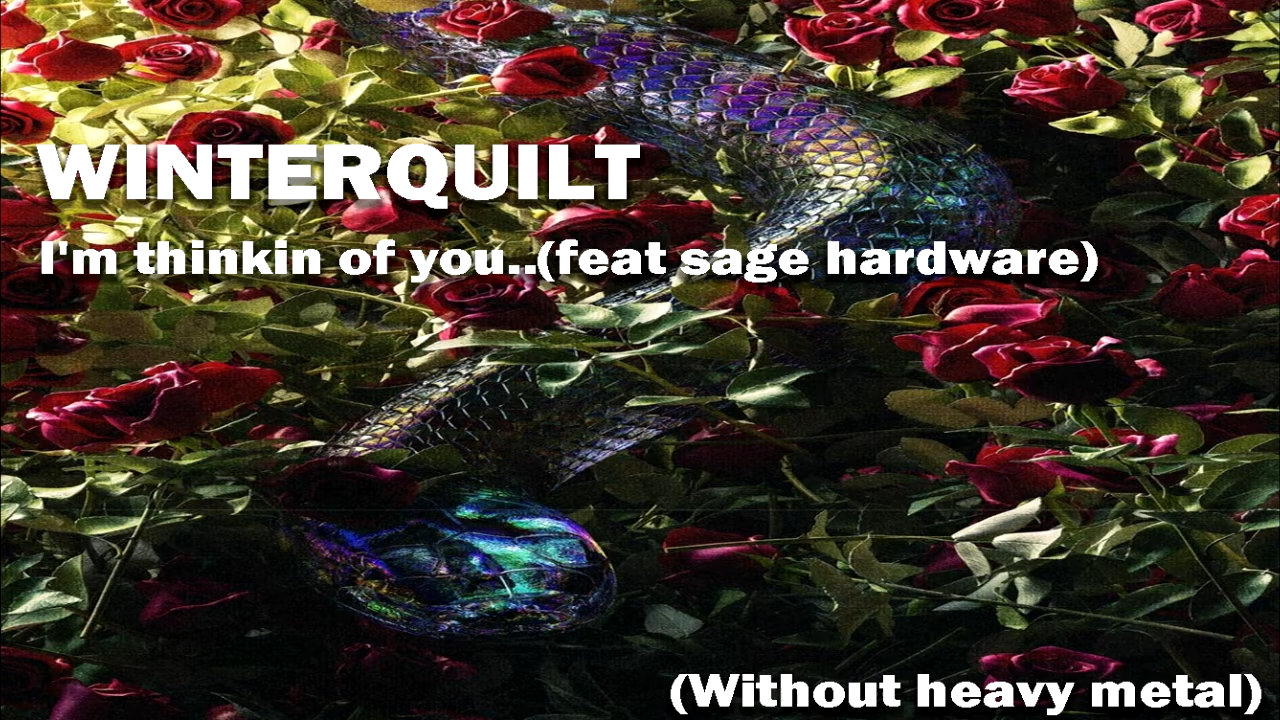 WINTERQUILT
I'm thinkin of you..(feat sage hardware)
(Without heavy metal)